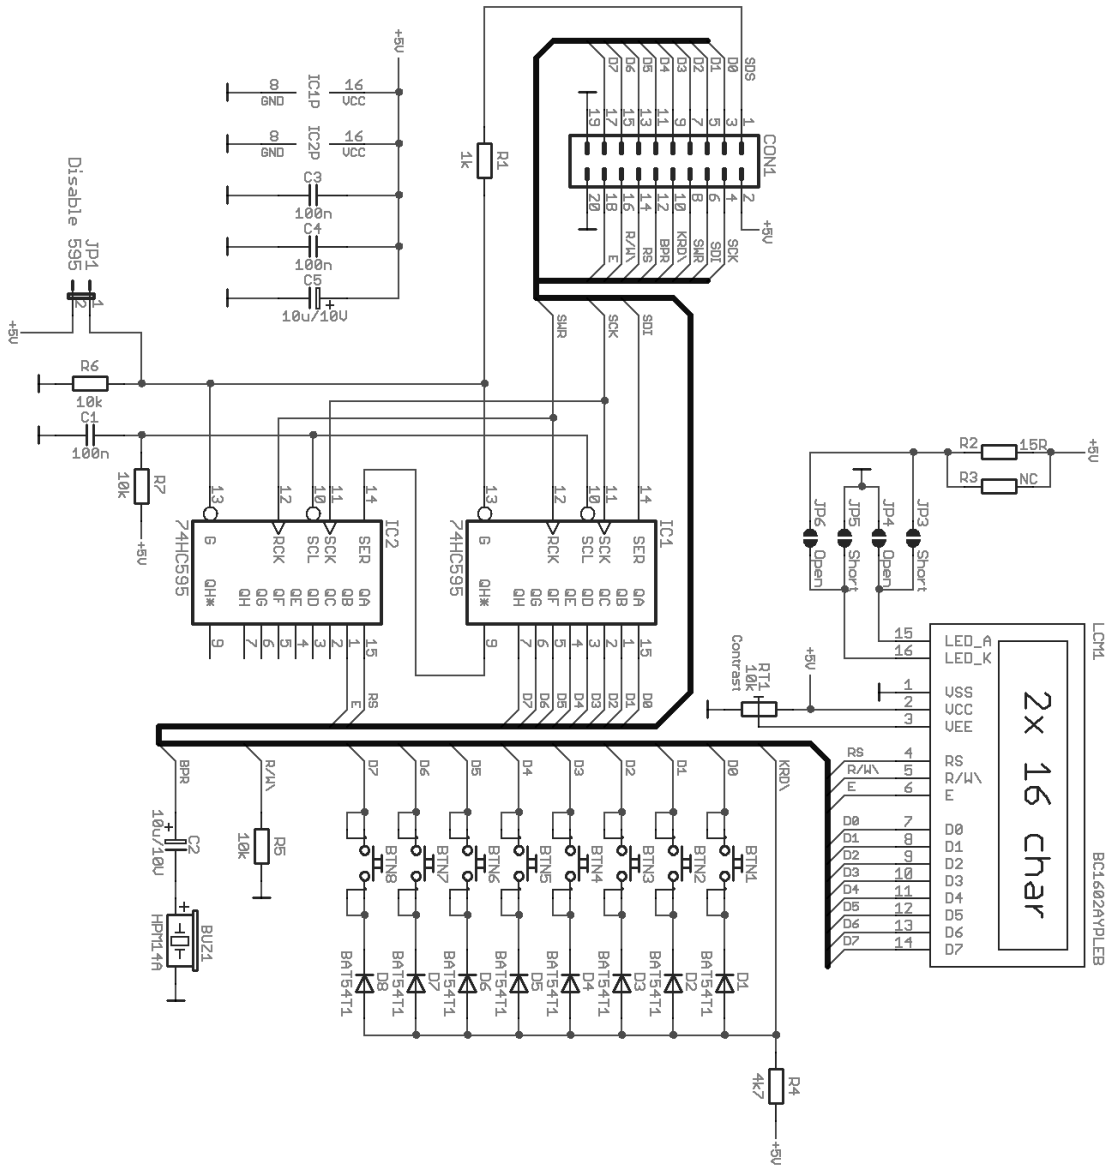 +5V
8
GND
IC1P
16
VCC
8
GND
IC2P
16
VCC
C3
100n
C4
100n
C5
+
10u/10V
Disable
595
JP1
1
2
+5V
R6
10k
C1
100n
R7
10k
+5V
R1
1k
D7
D6
D5
D4
D3
D2
D1
D0
SDS
19
17
15
13
11
9
7
5
3
1
CON1
20
18
16
14
12
10
8
6
4
2
E
R/W\
RS
BPR
KRD\
SWR
SDI
SCK
+5V
SWR
SCK
SDI
13
12
10
11
14
IC2
74HC595
G
RCK
SCL
SCK
SER
QH*
QH
QG
QF
QE
QD
QC
QB
QA
9
7
6
5
4
3
2
1
15
E
RS
13
12
10
11
14
IC1
74HC595
G
RCK
SCL
SCK
SER
QH*
QH
QG
QF
QE
QD
QC
QB
QA
9
7
6
5
4
3
2
1
15
D7
D6
D5
D4
D3
D2
D1
D0
R2
15R
+5V
R3
NC
JP6
Open
JP5
Short
JP4
Open
JP3
Short
Contrast
RT1
10k
+5V
LCM1
BC1602AYPLEB
2x 16 char
15 LED_A
16 LED_K
1 VSS
2 VCC
3 VEE
RS 4 RS
R/W\ 5 R/W\
E 6 E
D0 7 D0
D1 8 D1
D2 9 D2
D3 10 D3
D4 11 D4
D5 12 D5
D6 13 D6
D7 14 D7
BPR
R/W\
D7
D6
D5
D4
D3
D2
D1
D0
KRD\
+
C2
10u/10V
R5
10k
BTN8
BTN7
BTN6
BTN5
BTN4
BTN3
BTN2
BTN1
+
BUZ1
HPM14A
D8
BAT54T1
D7
BAT54T1
D6
BAT54T1
D5
BAT54T1
D4
BAT54T1
D3
BAT54T1
D2
BAT54T1
D1
BAT54T1
R4
4k7
+5V